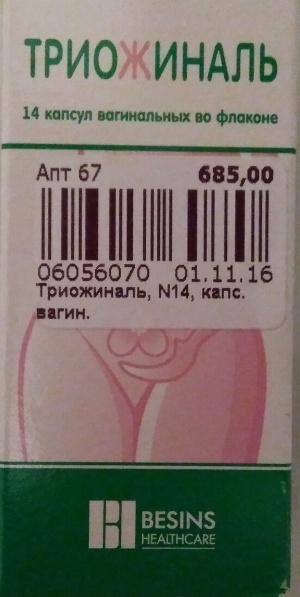 ТРИОЖИНАЛЬ
14 капсул вагинальных во флаконе
Апт 67 685,00
06056070 01.11.16
Триожиналь, N14, капс.
вагин.
BESINS
HEALTHCARE